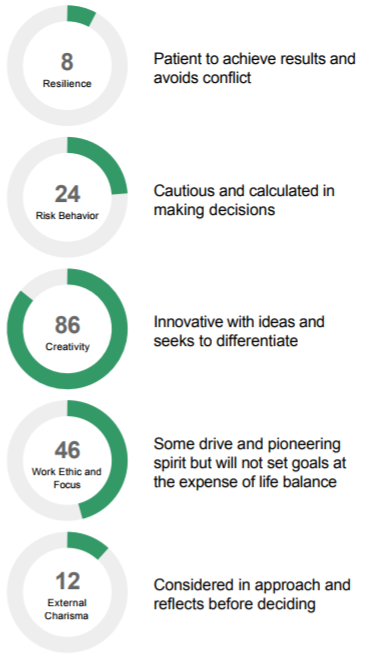 8
Resilience
Patient to achieve results and
avoids conflict
24
Risk Behavior
Cautious and calculated in
making decisions
86
Creativity
Innovative with ideas and
seeks to differentiate
46
Work Ethic and
Focus
Some drive and pioneering
spirit but will not set goals at
the expense of life balance
12
External
Charisma
Considered in approach and
reflects before deciding